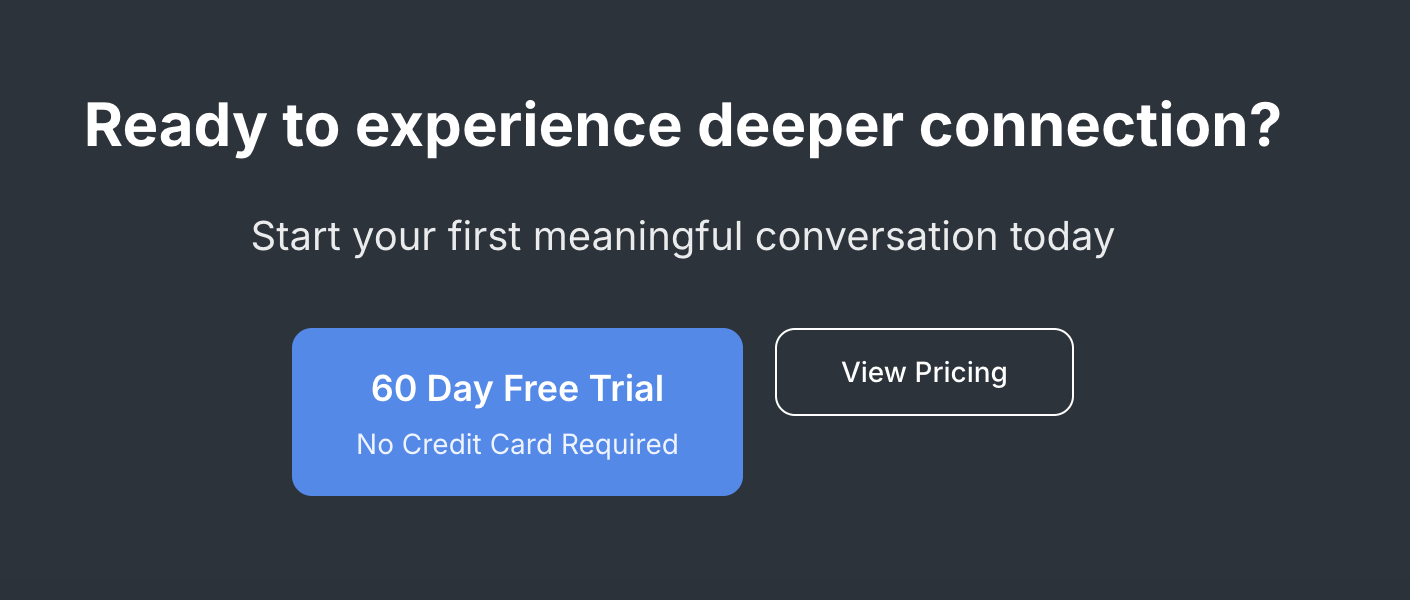 Ready to experience deeper connection?
Start your first meaningful conversation today
60 Day Free Trial
No Credit Card Required
View Pricing